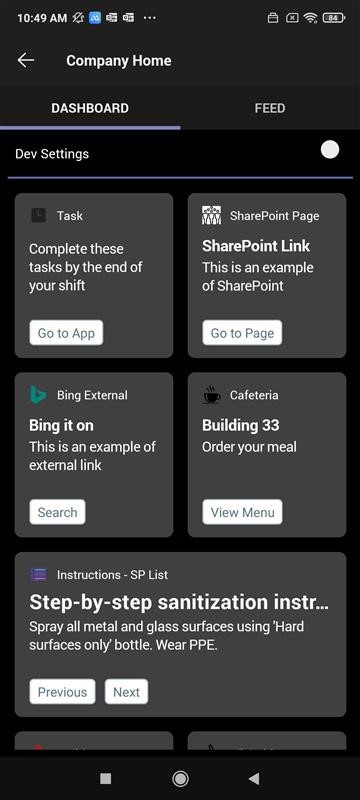 10:49 AM
84
Company Home
DASHBOARD
FEED
Dev Settings
Task
Complete these
tasks by the end of
your shift
Go to App
SharePoint Page
SharePoint Link
This is an example
of SharePoint
Go to Page
Bing External
Bing it on
This is an example of
external link
Search
Cafeteria
Building 33
Order your meal
View Menu
Instructions - SP List
Step-by-step sanitization instr...
Spray all metal and glass surfaces using 'Hard
surfaces only' bottle. Wear PPE.
Previous
Next